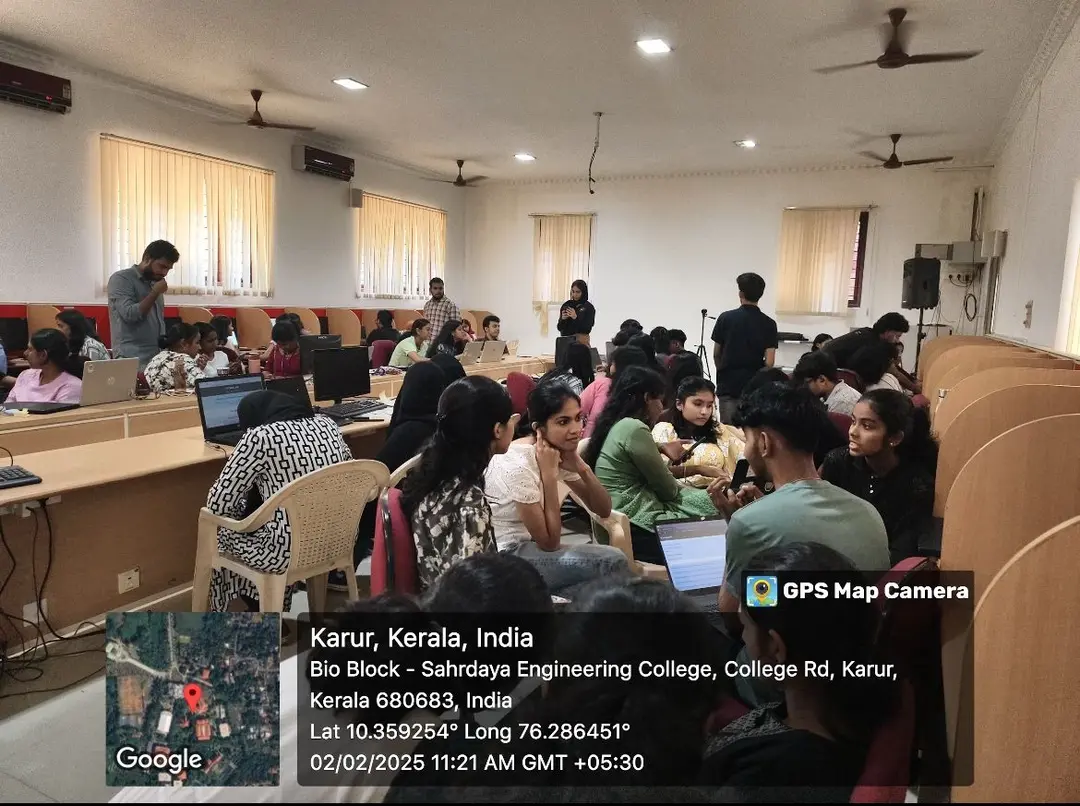 GPS Map Camera
Karur, Kerala, India
Bio Block - Sahrdaya Engineering College, College Rd, Karur,
Kerala 680683, India
Lat 10.359254° Long 76.286451°
02/02/2025 11:21 AM GMT +05:30
Google